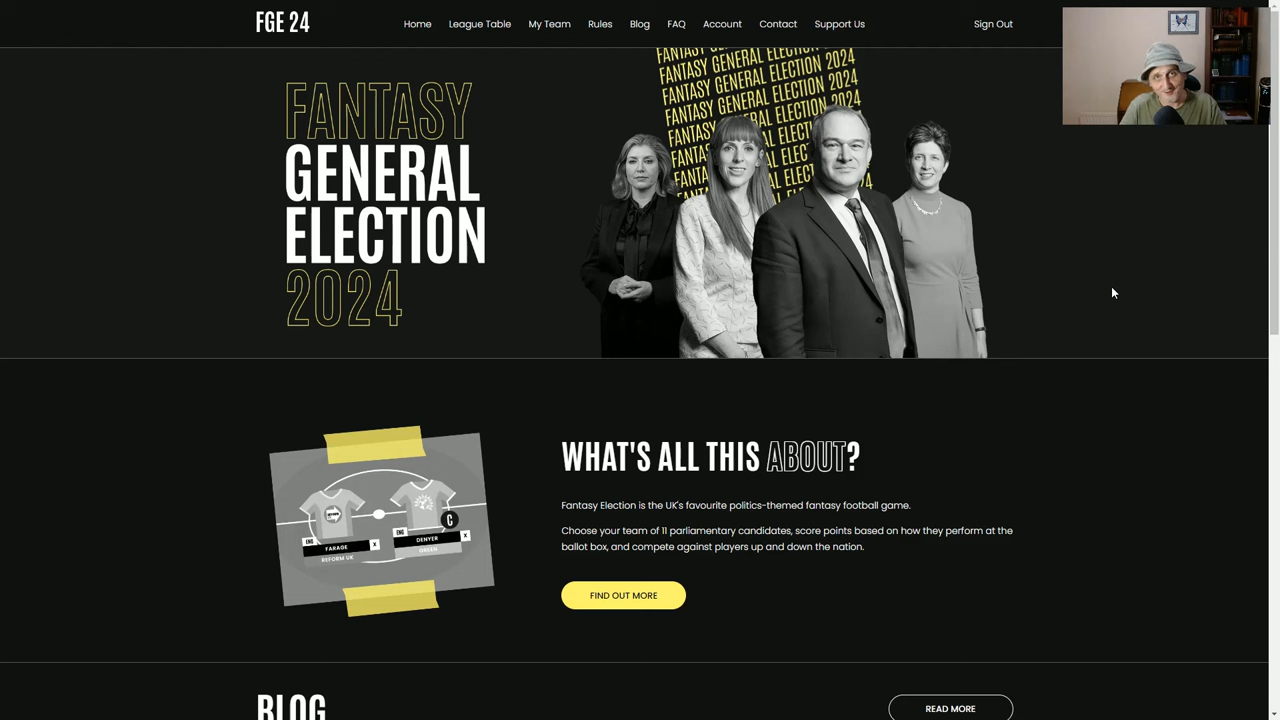 FGE 24
Home League Table My Team Rules Blog FAQ Account Contact Support Us Sign Out
FANTASY
GENERAL
ELECTION
2024
FANTASY GENERAL ELECTION 2024
FANTASY GENERAL ELECTION 2024
FANTASY GENERAL ELECTION 2024
FANTASY GENERAL ELECTION 2024
WHAT'S ALL THIS ABOUT?
Fantasy Election is the UK's favourite politics-themed fantasy football game.
Choose your team of 11 parliamentary candidates, score points based on how they perform at the
ballot box, and compete against players up and down the nation.
FIND OUT MORE
C
ENG
FARAGE X
REFORM UK
ENG
DENYER X
GREEN
BLOG
READ MORE